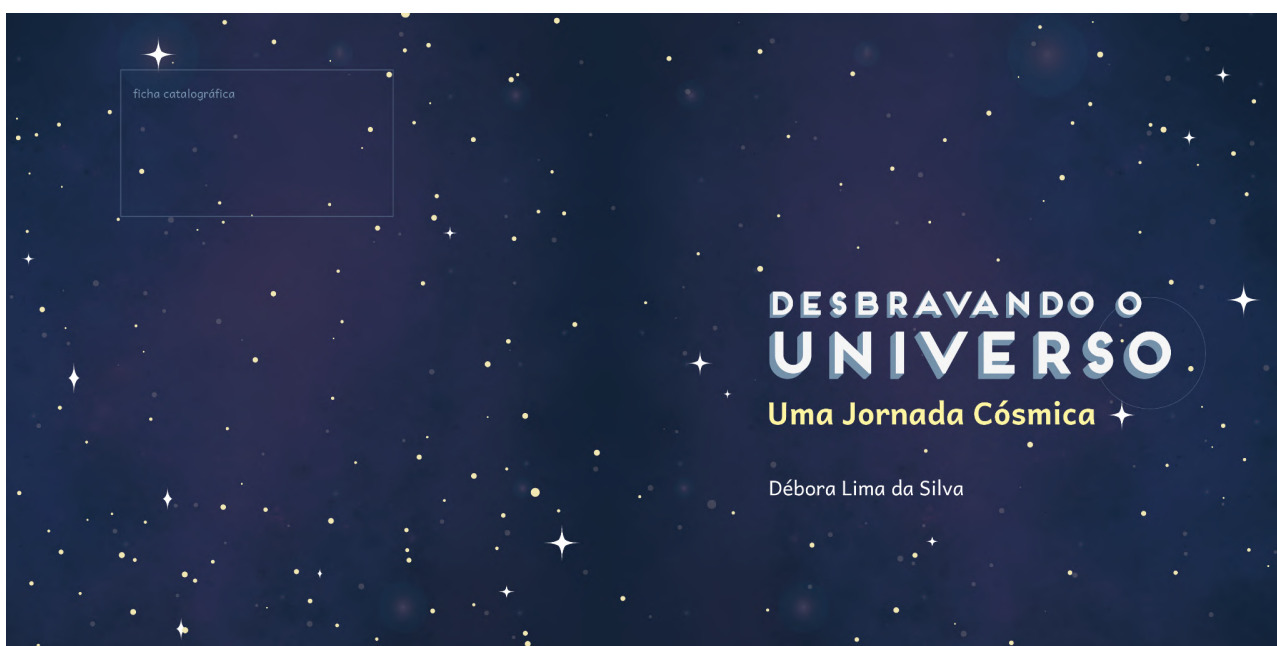 ficha catalográfica
DESBRAVANDO O
UNIVERSO
Uma Jornada Cósmica
Débora Lima da Silva